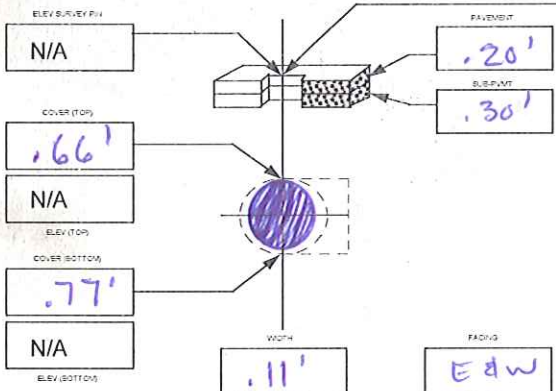 ELEV SURVEY PIN
N/A
PAVEMENT
.20'
SUB-PVMT
.30'
COVER (TOP)
.66'
N/A
ELEV (TOP)
COVER (BOTTOM)
.77'
N/A
ELEV (BOTTOM)
WIDTH
.11'
FACING
E & W